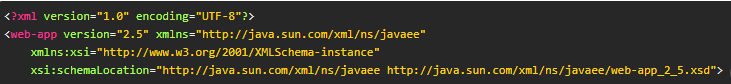 <?xml version="1.0" encoding="UTF-8"?>
<web-app version="2.5" xmlns="http://java.sun.com/xml/ns/javaee"
xmlns:xsi="http://www.w3.org/2001/XMLSchema-instance"
xsi:schemaLocation="http://java.sun.com/xml/ns/javaee http://java.sun.com/xml/ns/javaee/web-app_2_5.xsd">